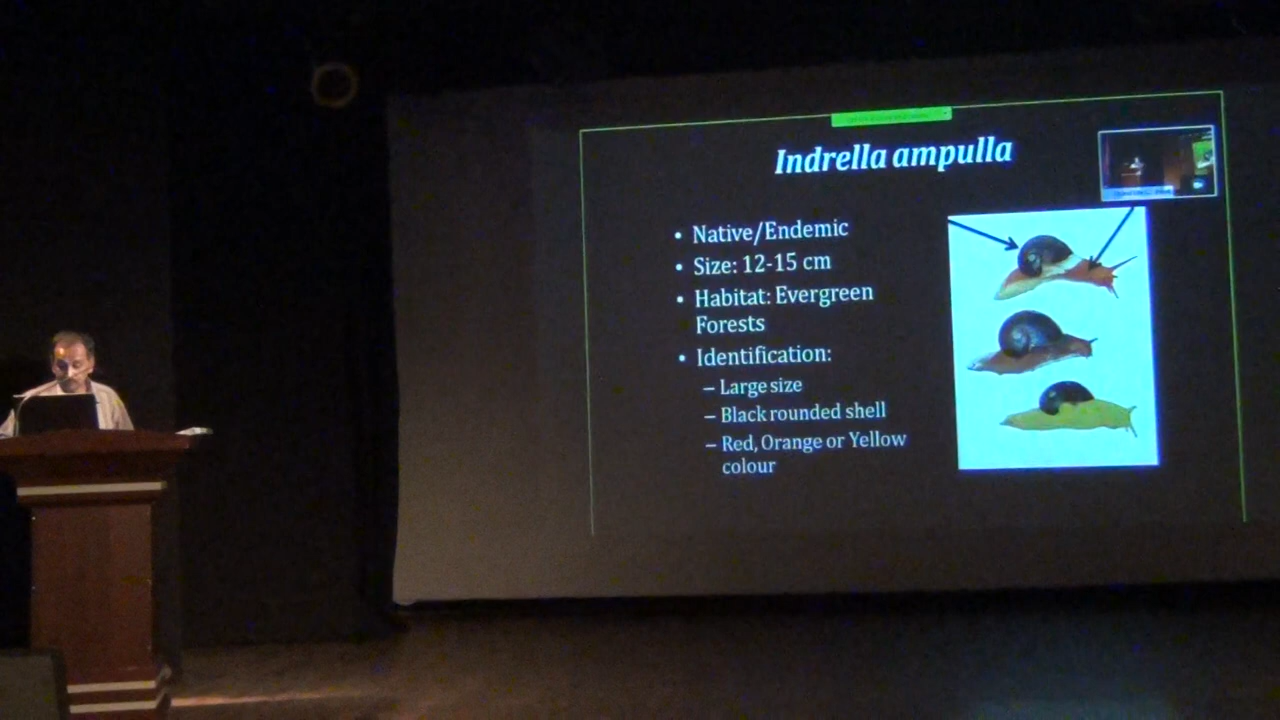 Indrella ampulla
• Native/Endemic
• Size: 12-15 cm
• Habitat: Evergreen
Forests
• Identification:
– Large size
– Black rounded shell
– Red, Orange or Yellow
colour